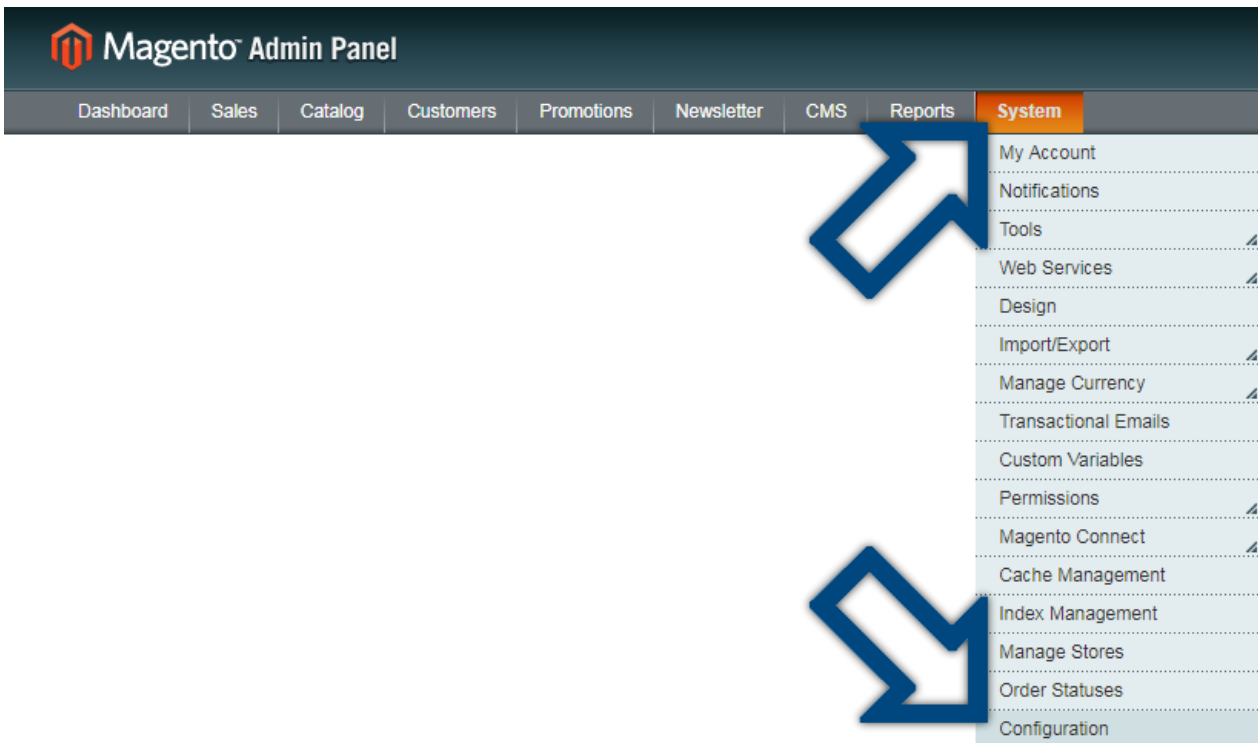 Magento™ Admin Panel
Dashboard Sales Catalog Customers Promotions Newsletter CMS Reports System
My Account
Notifications
Tools
Web Services
Design
Import/Export
Manage Currency
Transactional Emails
Custom Variables
Permissions
Magento Connect
Cache Management
Index Management
Manage Stores
Order Statuses
Configuration